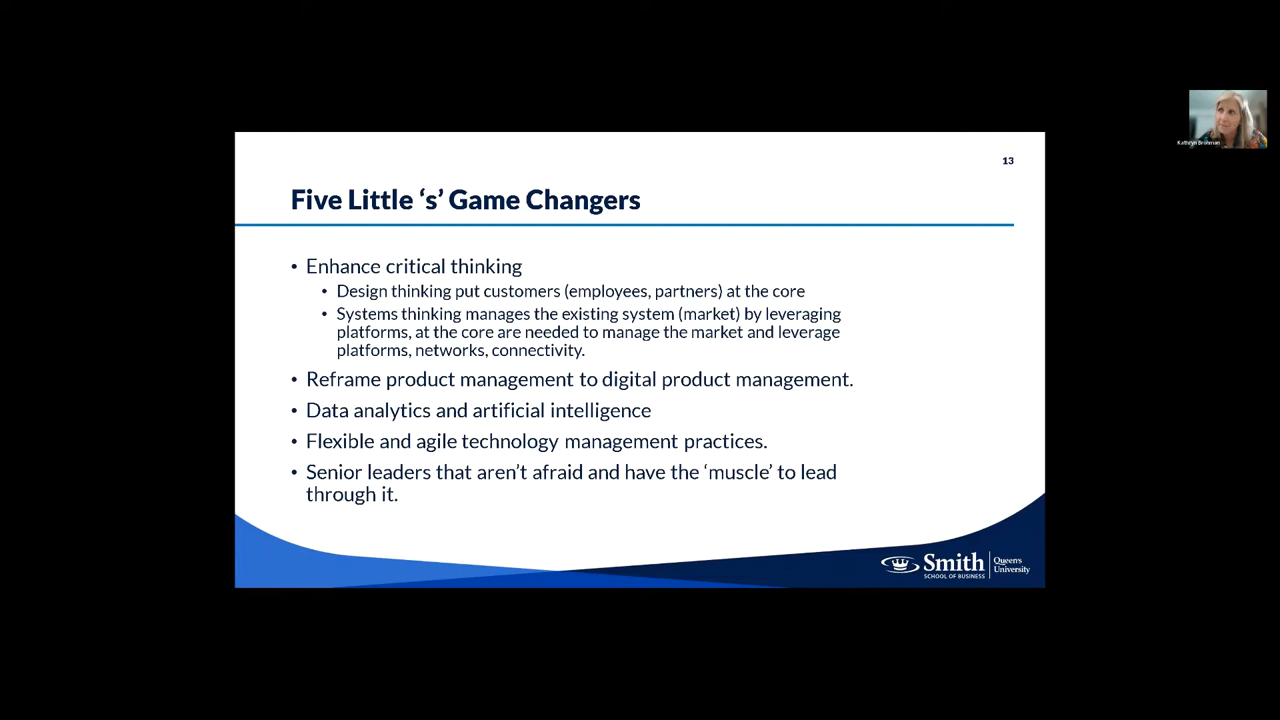 Kathryn Brohman
13
Five Little ‘s’ Game Changers
• Enhance critical thinking
• Design thinking put customers (employees, partners) at the core
• Systems thinking manages the existing system (market) by leveraging
platforms, at the core are needed to manage the market and leverage
platforms, networks, connectivity.
• Reframe product management to digital product management.
• Data analytics and artificial intelligence
• Flexible and agile technology management practices.
• Senior leaders that aren’t afraid and have the ‘muscle’ to lead
through it.
Smith
SCHOOL OF BUSINESS
Queen's
University